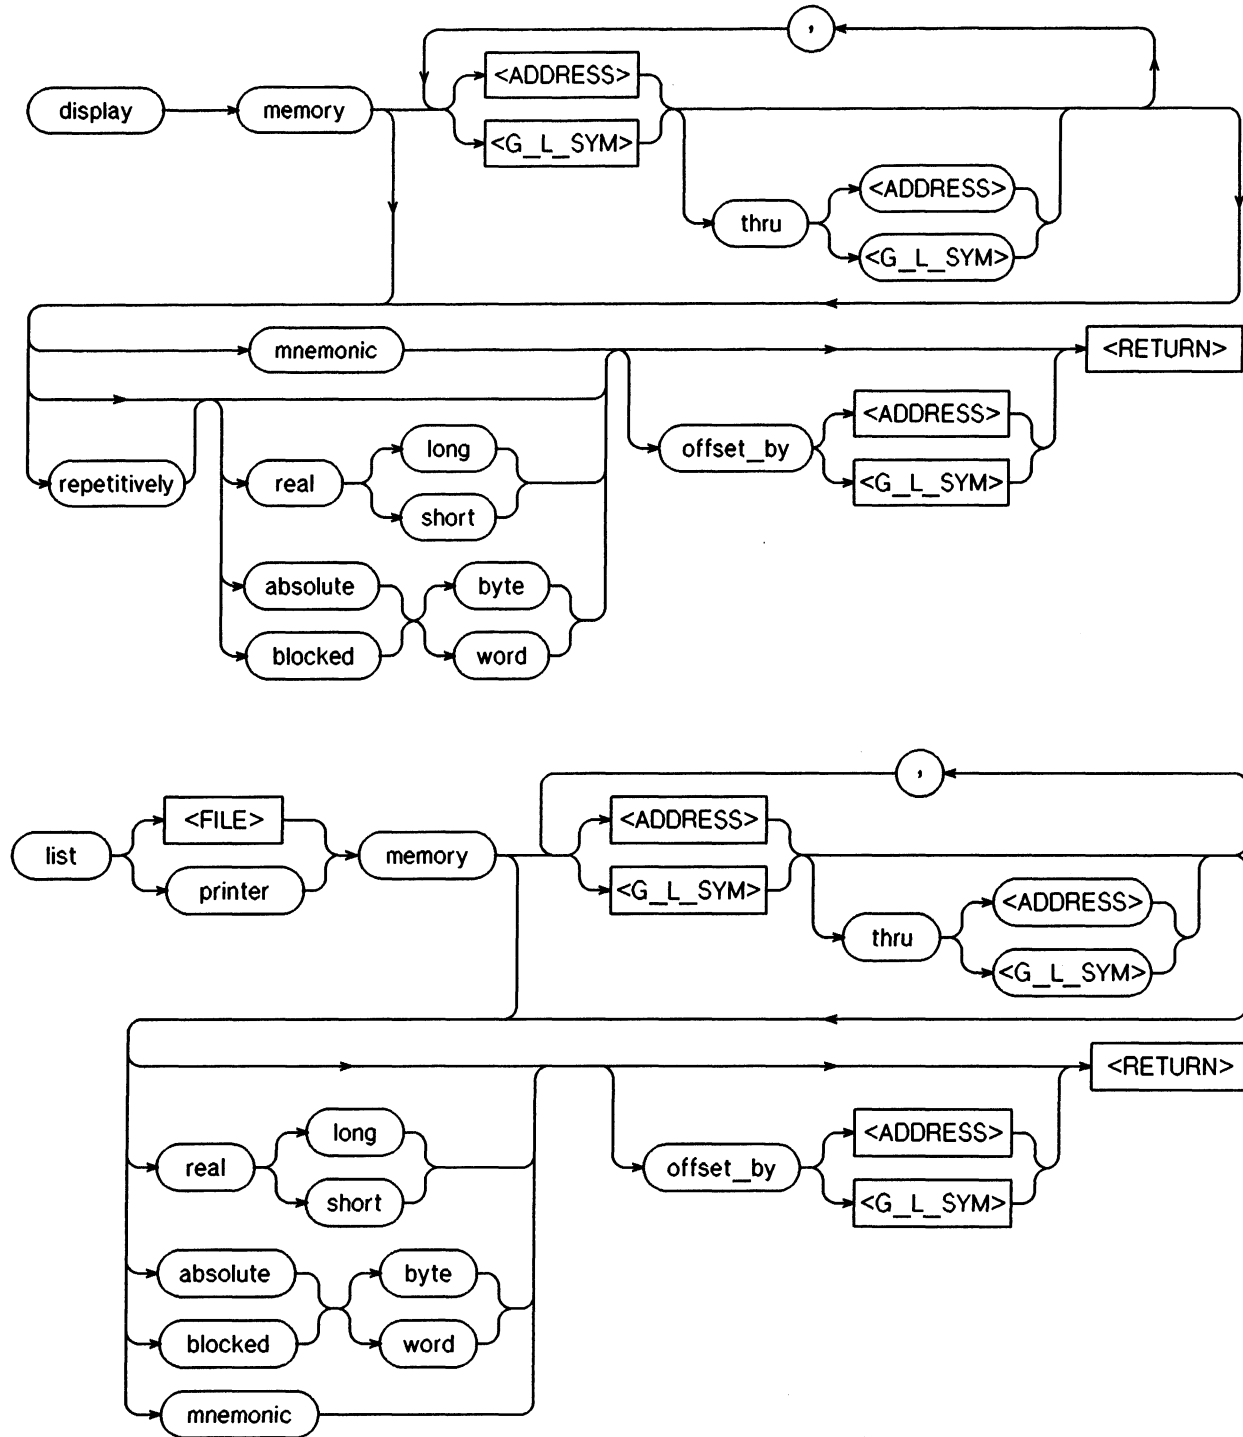 ,
<ADDRESS>
display memory
<G_L_SYM>
<ADDRESS>
thru
<G_L_SYM>
mnemonic
<RETURN>
<ADDRESS>
long
offset_by
repetitively
real
<G_L_SYM>
short
absolute
byte
blocked
word
,
<FILE>
<ADDRESS>
list
memory
printer
<G_L_SYM>
<ADDRESS>
thru
<G_L_SYM>
<RETURN>
long
<ADDRESS>
real
offset_by
short
<G_L_SYM>
absolute
byte
blocked
word
mnemonic